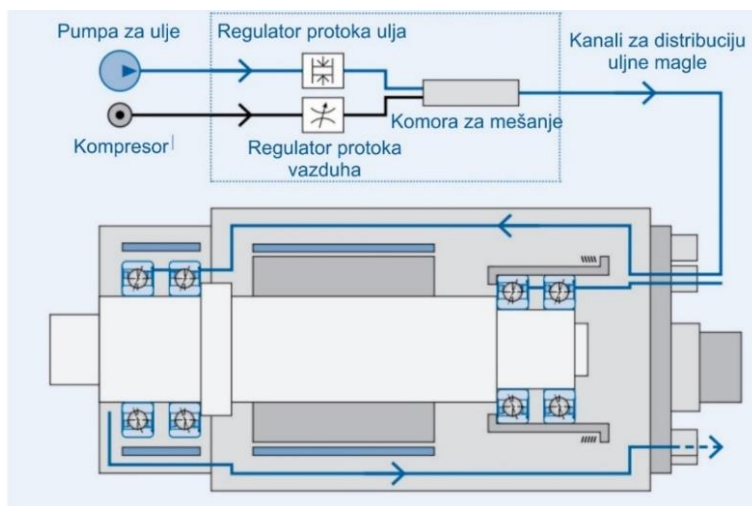 Pumpa za ulje
Regulator protoka ulja
Kanali za distribuciju
uljne magle
Komora za mešanje
Kompresor
Regulator protoka
vazduha